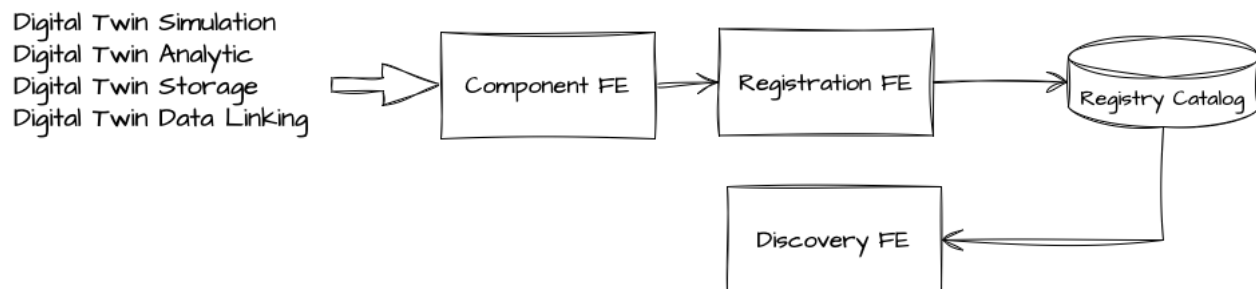 Digital Twin Simulation
Digital Twin Analytic
Digital Twin Storage
Digital Twin Data Linking
Component FE
Registration FE
Registry Catalog
Discovery FE